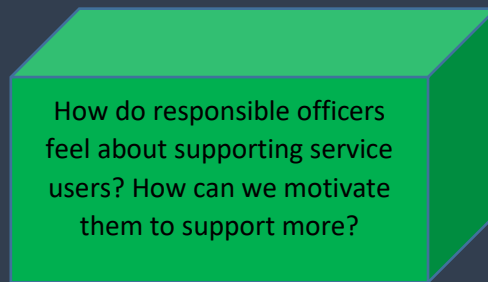 How do responsible officers
feel about supporting service
users? How can we motivate
them to support more?